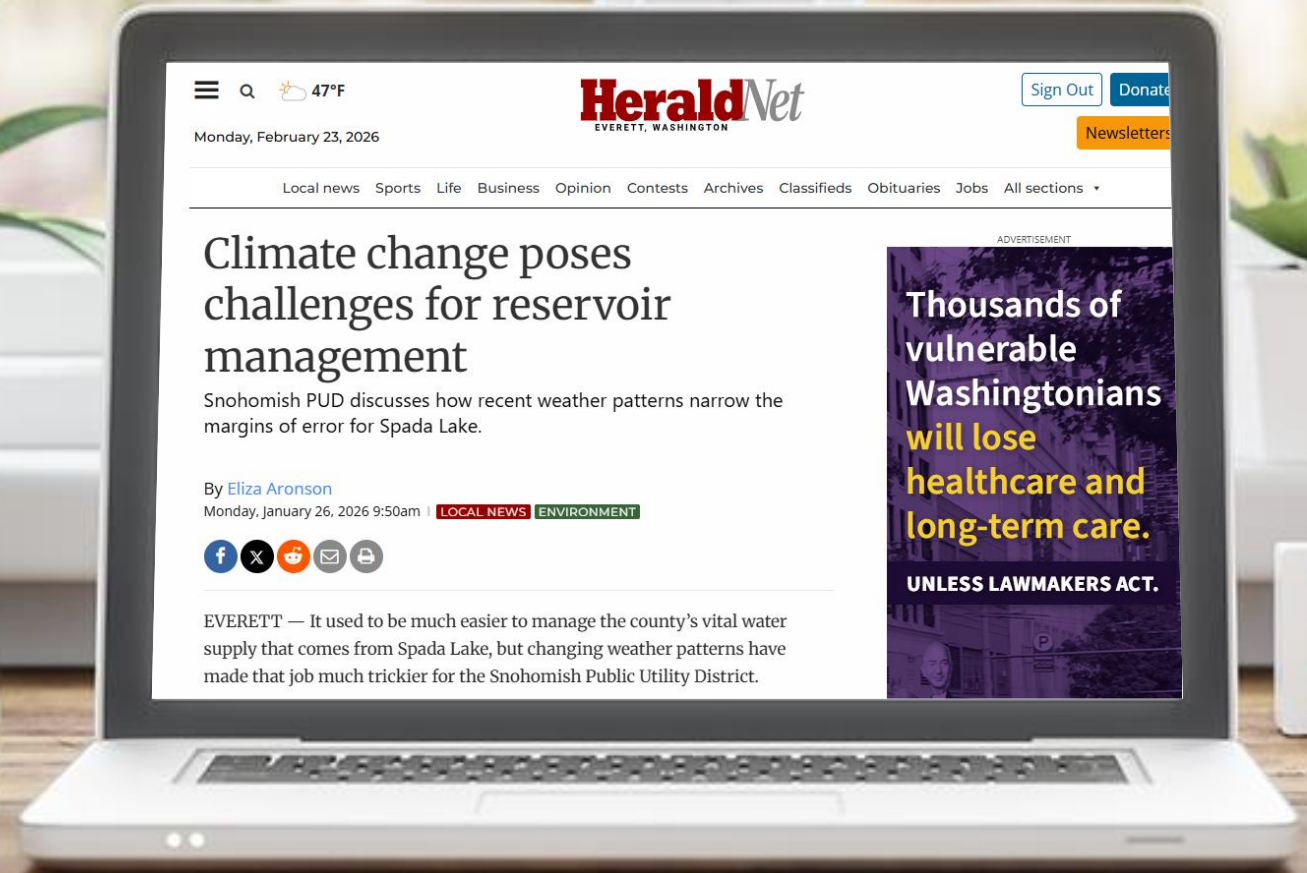 47°F
HeraldNet
EVERETT, WASHINGTON
Sign Out
Donate
Monday, February 23, 2026
Newsletters
Local news Sports Life Business Opinion Contests Archives Classifieds Obituaries Jobs All sections
Climate change poses
challenges for reservoir
management
Snohomish PUD discusses how recent weather patterns narrow the
margins of error for Spada Lake.
By Eliza Aronson
Monday, January 26, 2026 9:50am | LOCAL NEWS ENVIRONMENT
EVERETT — It used to be much easier to manage the county’s vital water
supply that comes from Spada Lake, but changing weather patterns have
made that job much trickier for the Snohomish Public Utility District.
ADVERTISEMENT
Thousands of
vulnerable
Washingtonians
will lose
healthcare and
long-term care.
UNLESS LAWMAKERS ACT.
P